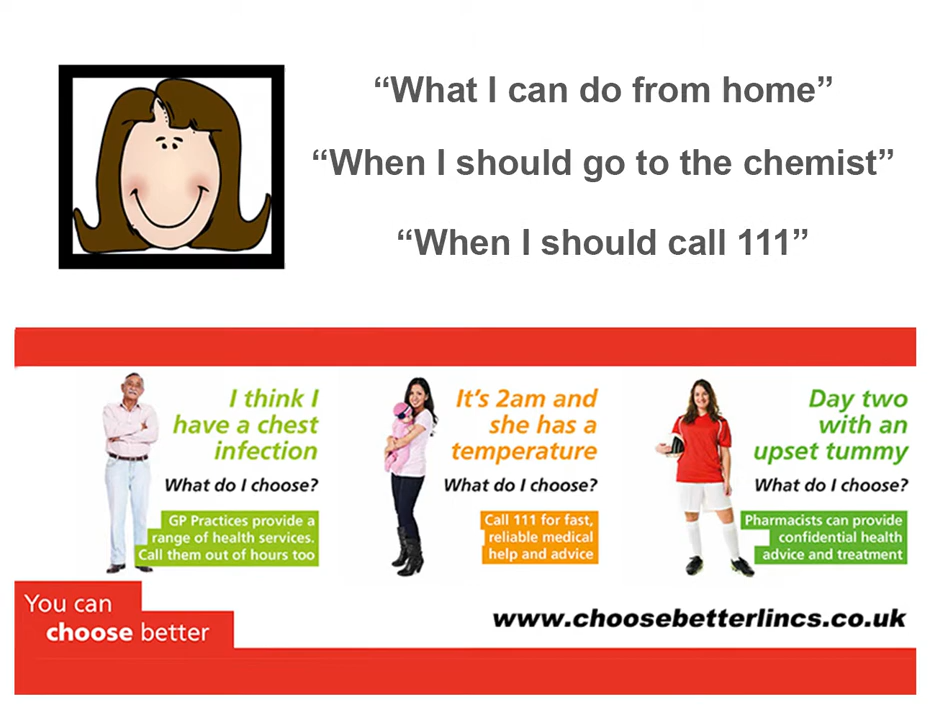 “What I can do from home”
“When I should go to the chemist”
“When I should call 111”
I think I
have a chest
infection
What do I choose?
GP Practices provide a
range of health services.
Call them out of hours too
It’s 2am and
she has a
temperature
What do I choose?
Call 111 for fast,
reliable medical
help and advice
Day two
with an
upset tummy
What do I choose?
Pharmacists can provide
confidential health
advice and treatment
You can
choose better
www.choosebetterlincs.co.uk